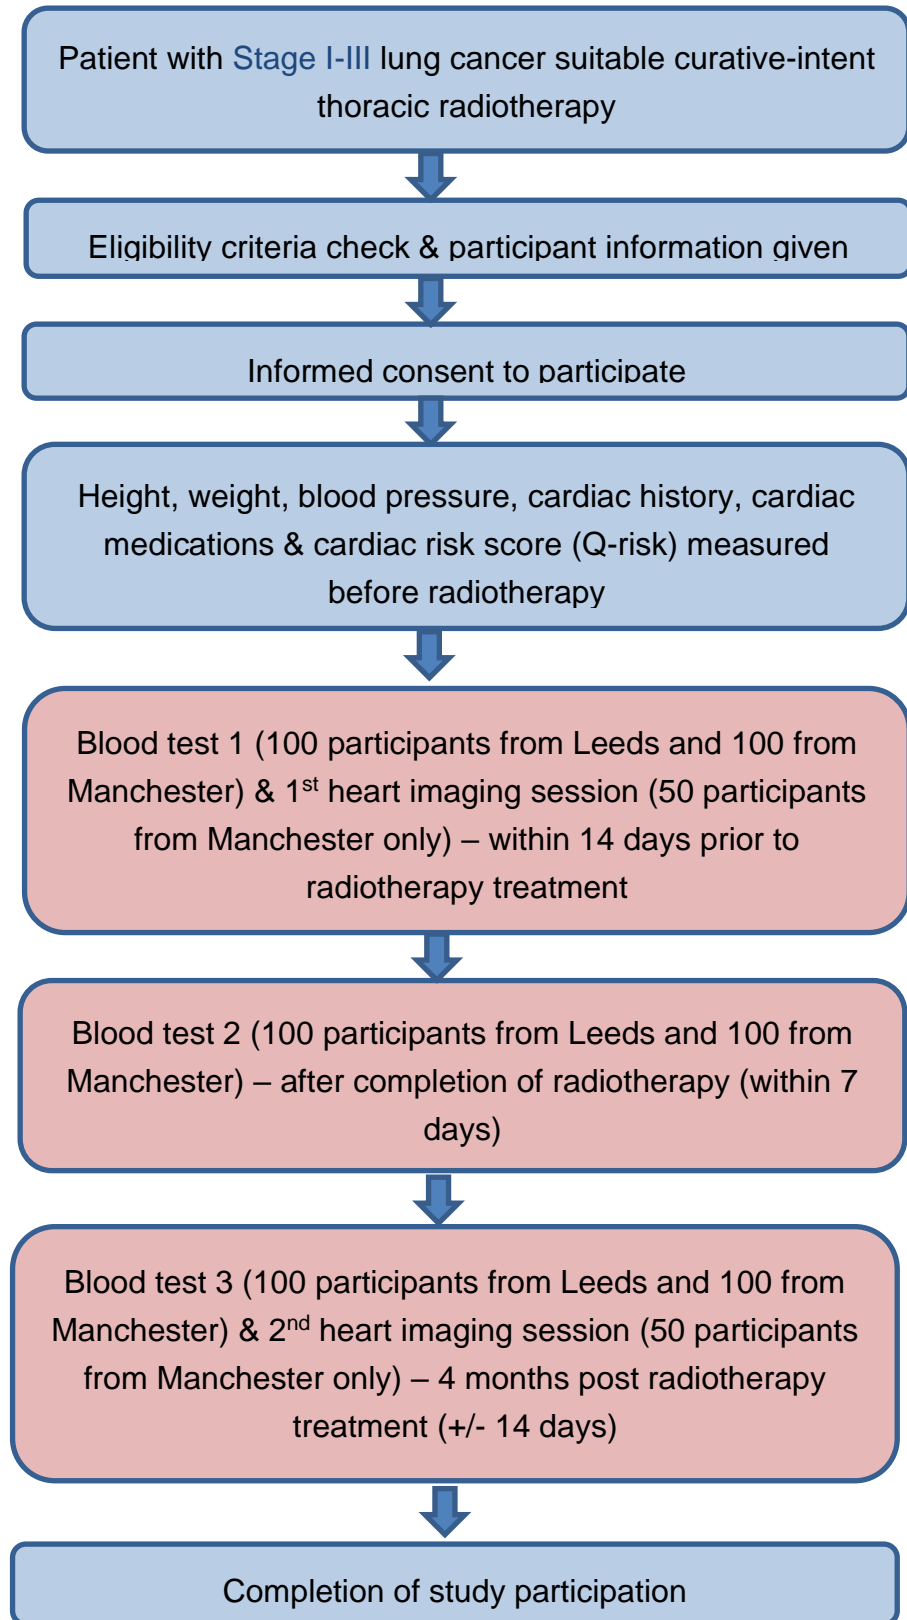 Patient with Stage I-III lung cancer suitable curative-intent
thoracic radiotherapy
Eligibility criteria check & participant information given
Informed consent to participate
Height, weight, blood pressure, cardiac history, cardiac
medications & cardiac risk score (Q-risk) measured
before radiotherapy
Blood test 1 (100 participants from Leeds and 100 from
Manchester) & 1st heart imaging session (50 participants
from Manchester only) – within 14 days prior to
radiotherapy treatment
Blood test 2 (100 participants from Leeds and 100 from
Manchester) – after completion of radiotherapy (within 7
days)
Blood test 3 (100 participants from Leeds and 100 from
Manchester) & 2nd heart imaging session (50 participants
from Manchester only) – 4 months post radiotherapy
treatment (+/- 14 days)
Completion of study participation